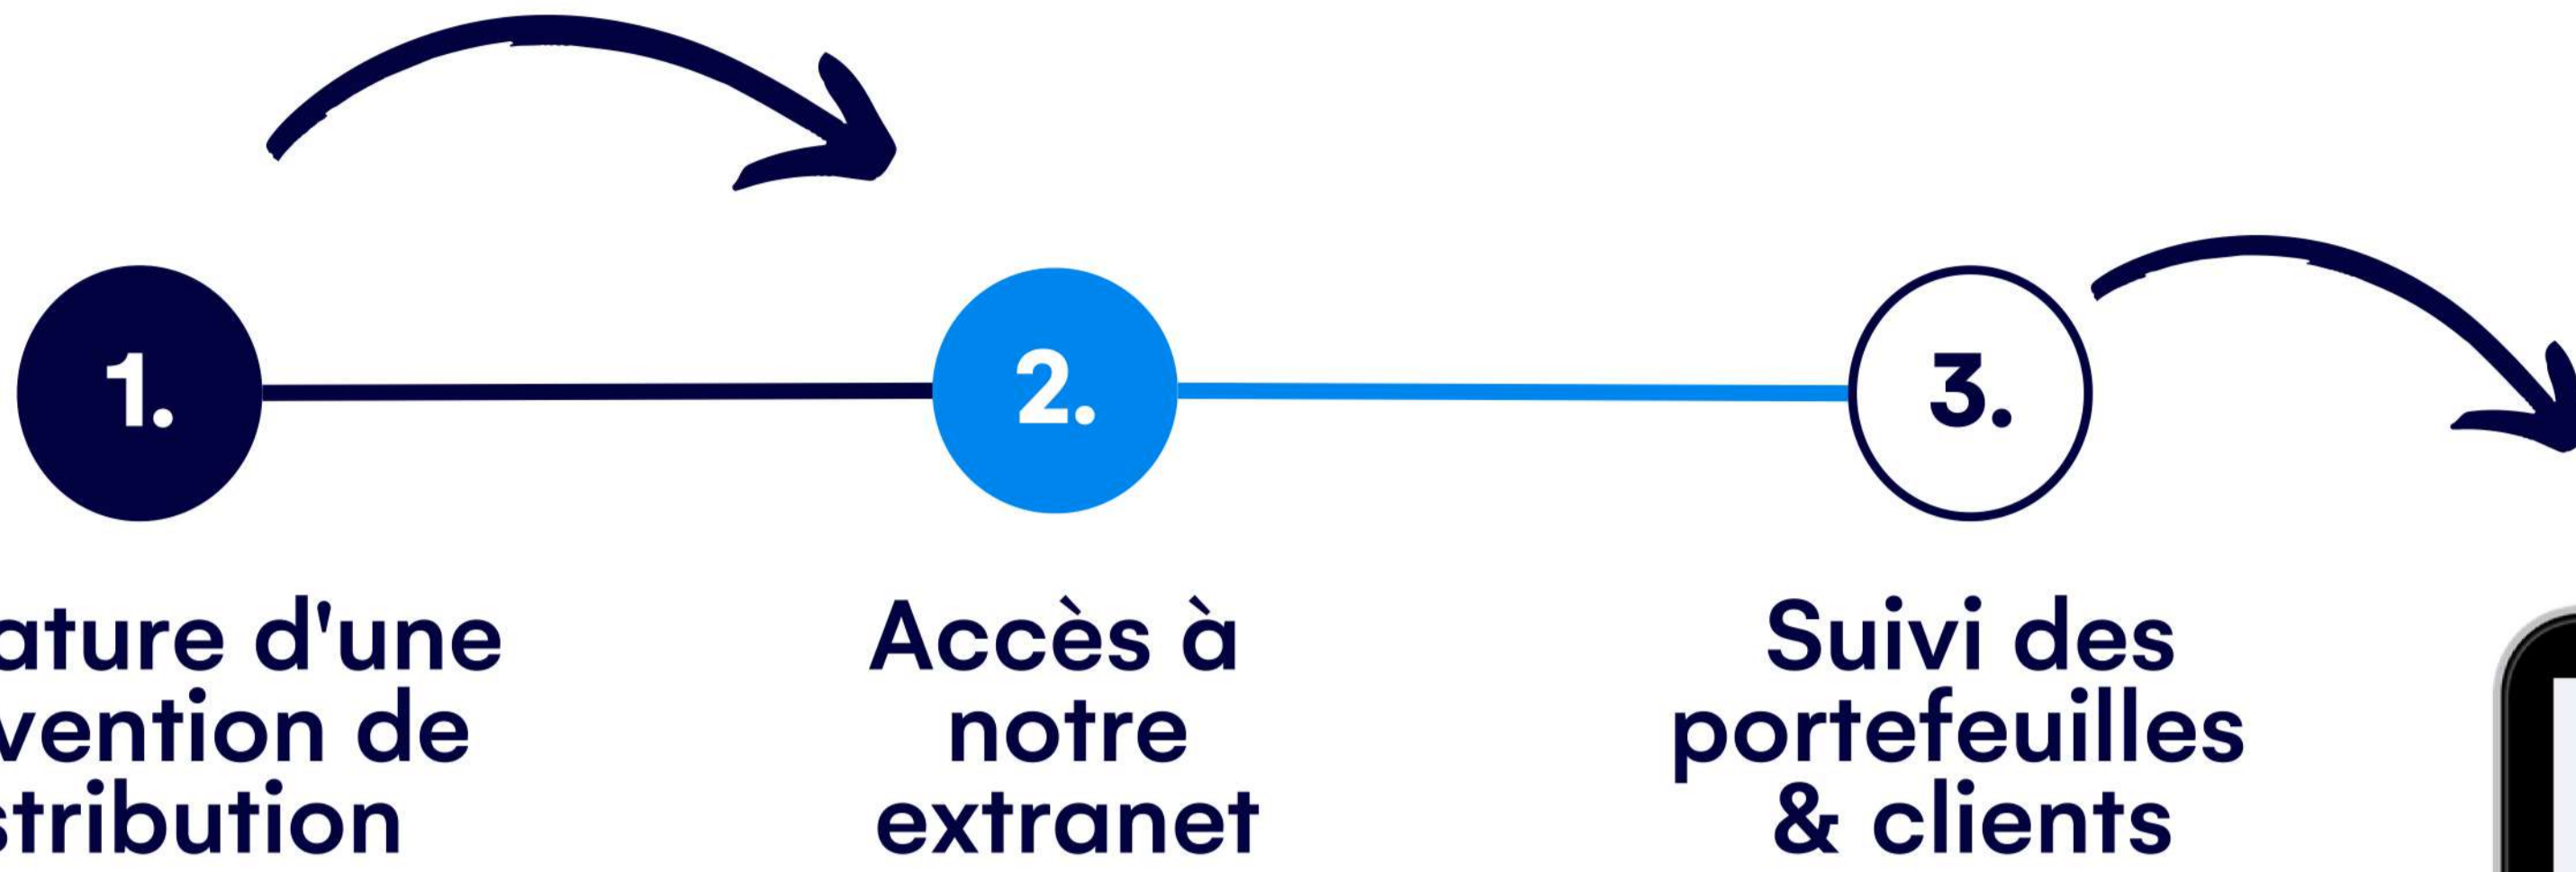 1.
2.
3.
ature d'une
vention de
stribution
Accès à
notre
extranet
Suivi des
portefeuilles
& clients